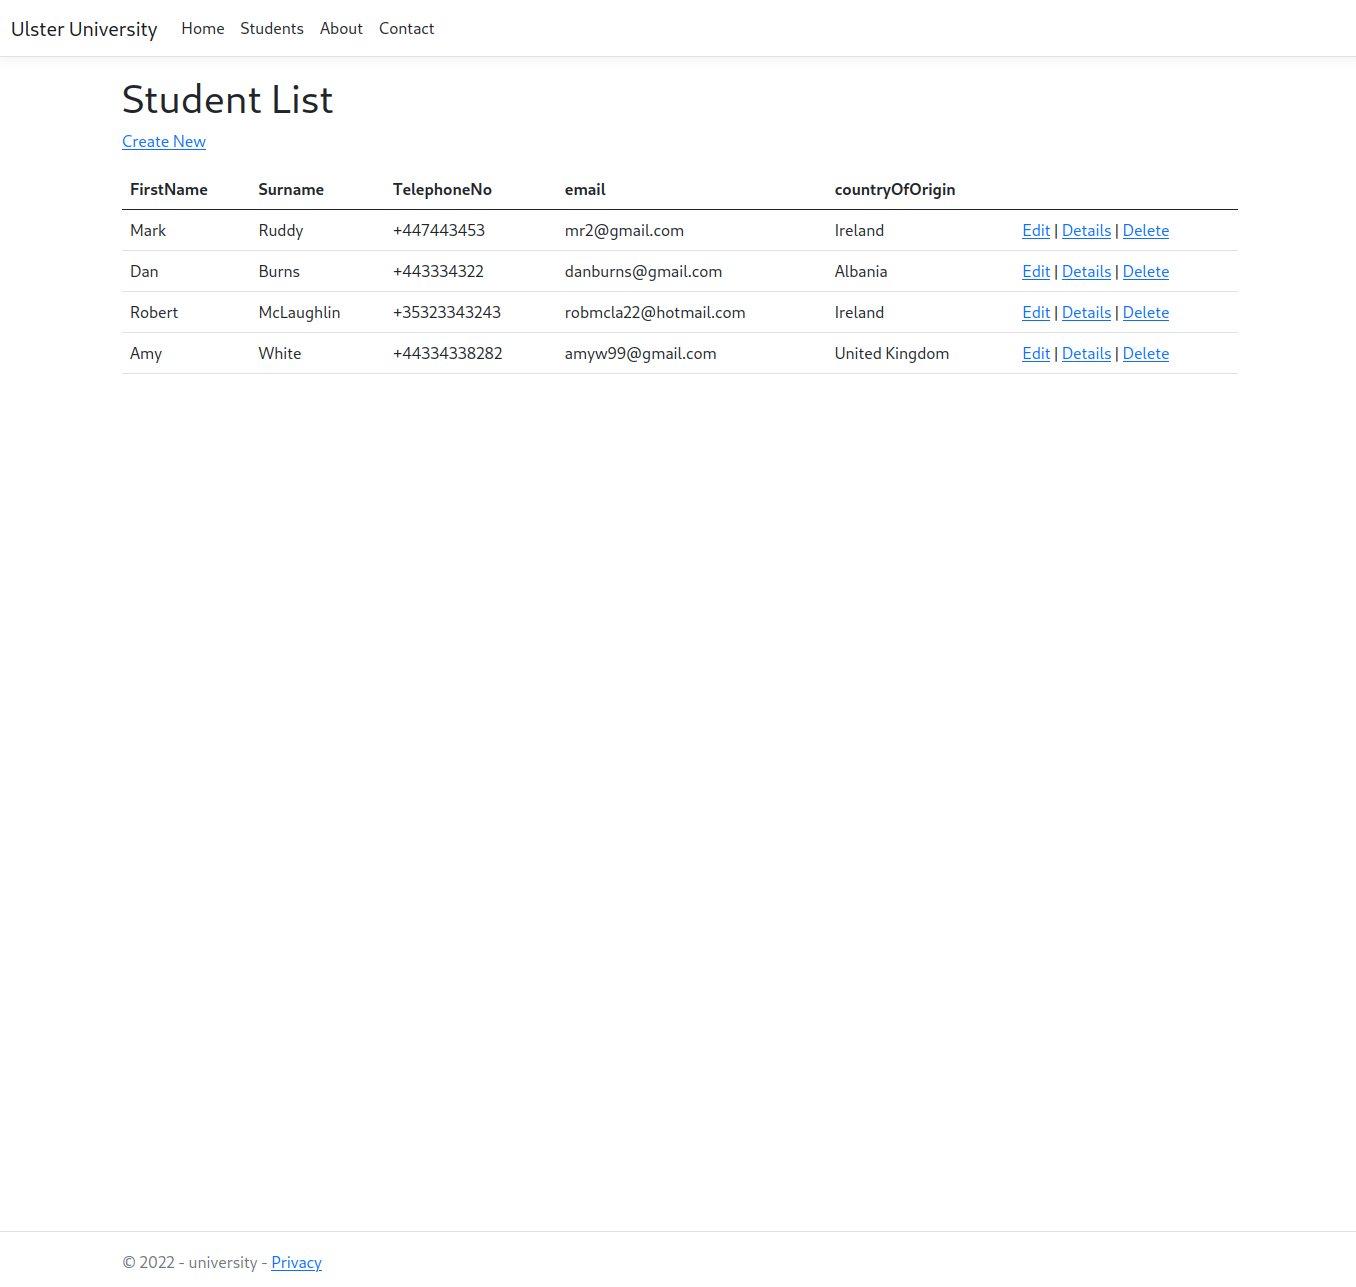 Ulster University Home Students About Contact
Student List
Create New
FirstName Surname TelephoneNo email countryOfOrigin
Mark Ruddy +447443453 mr2@gmail.com Ireland Edit | Details | Delete
Dan Burns +443334322 danburns@gmail.com Albania Edit | Details | Delete
Robert McLaughlin +35323343243 robmcla22@hotmail.com Ireland Edit | Details | Delete
Amy White +44334338282 amyw99@gmail.com United Kingdom Edit | Details | Delete
© 2022 - university - Privacy